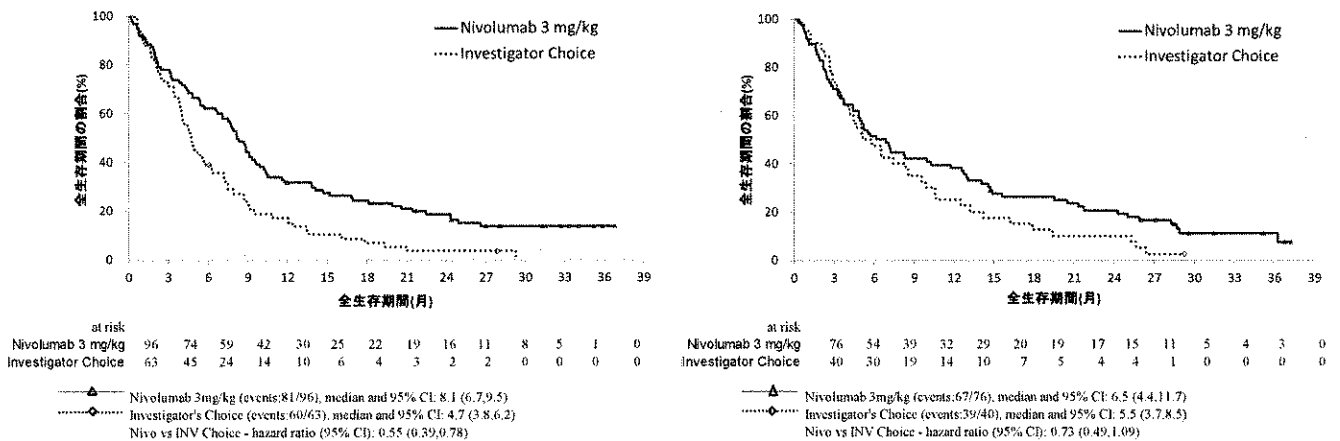 100
80
60
40
20
0
全生存期間の割合(%)
Nivolumab 3 mg/kg
Investigator Choice
0 3 6 9 12 15 18 21 24 27 30 33 36 39
全生存期間(月)
at risk
Nivolumab 3 mg/kg 96 74 59 42 30 25 22 19 16 11 8 5 1 0
Investigator Choice 63 45 24 14 10 6 4 3 2 2 0 0 0 0
Nivolumab 3mg/kg (events:81/96), median and 95% CI: 8.1 (6.7,9.5)
Investigator's Choice (events:60/63), median and 95% CI: 4.7 (3.8,6.2)
Nivo vs INV Choice - hazard ratio (95% CI): 0.55 (0.39,0.78)
100
80
60
40
20
0
全生存期間の割合(%)
Nivolumab 3 mg/kg
Investigator Choice
0 3 6 9 12 15 18 21 24 27 30 33 36 39
全生存期間(月)
at risk
Nivolumab 3 mg/kg 76 54 39 32 29 20 19 17 15 11 5 4 3 0
Investigator Choice 40 30 19 14 10 7 5 4 4 1 0 0 0 0
Nivolumab 3mg/kg (events:67/76), median and 95% CI: 6.5 (4.4,11.7)
Investigator's Choice (events:39/40), median and 95% CI: 5.5 (3.7,8.5)
Nivo vs INV Choice - hazard ratio (95% CI): 0.73 (0.49,1.09)